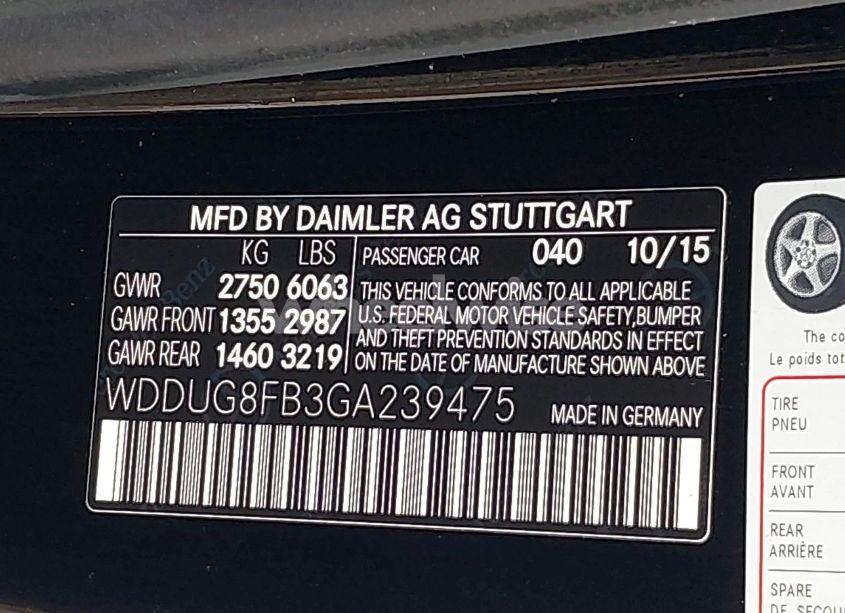 MFD BY DAIMLER AG STUTTGART
KG LBS
GVWR 2750 6063
GAWR FRONT 1355 2987
GAWR REAR 1460 3219
PASSENGER CAR 040 10/15
THIS VEHICLE CONFORMS TO ALL APPLICABLE
U.S. FEDERAL MOTOR VEHICLE SAFETY,BUMPER
AND THEFT PREVENTION STANDARDS IN EFFECT
ON THE DATE OF MANUFACTURE SHOWN ABOVE
WDDUG8FB3GA239475 MADE IN GERMANY
The co
Le poids tot
TIRE
PNEU
FRONT
AVANT
REAR
ARRIÈRE
SPARE
DE SECOU